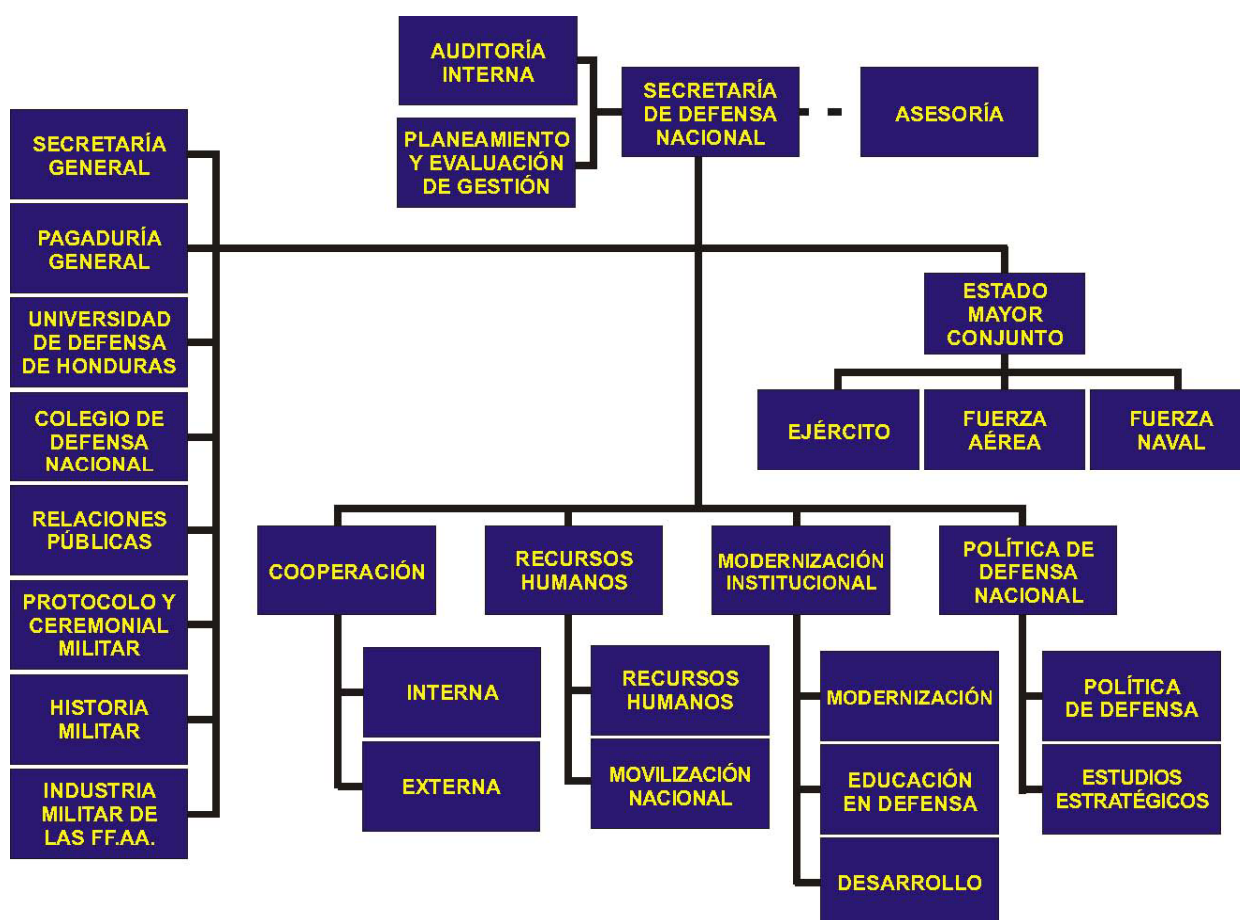 AUDITORÍA
INTERNA
SECRETARÍA
DE DEFENSA
NACIONAL
ASESORÍA
PLANEAMIENTO
Y EVALUACIÓN
DE GESTIÓN
SECRETARÍA
GENERAL
PAGADURÍA
GENERAL
UNIVERSIDAD
DE DEFENSA
DE HONDURAS
COLEGIO DE
DEFENSA
NACIONAL
RELACIONES
PÚBLICAS
PROTOCOLO Y
CEREMONIAL
MILITAR
HISTORIA
MILITAR
INDUSTRIA
MILITAR DE
LAS FF.AA.
ESTADO
MAYOR
CONJUNTO
EJÉRCITO
FUERZA
AÉREA
FUERZA
NAVAL
COOPERACIÓN
RECURSOS
HUMANOS
MODERNIZACIÓN
INSTITUCIONAL
POLÍTICA DE
DEFENSA
NACIONAL
INTERNA
EXTERNA
RECURSOS
HUMANOS
MOVILIZACIÓN
NACIONAL
MODERNIZACIÓN
EDUCACIÓN
EN DEFENSA
DESARROLLO
POLÍTICA
DE DEFENSA
ESTUDIOS
ESTRATÉGICOS